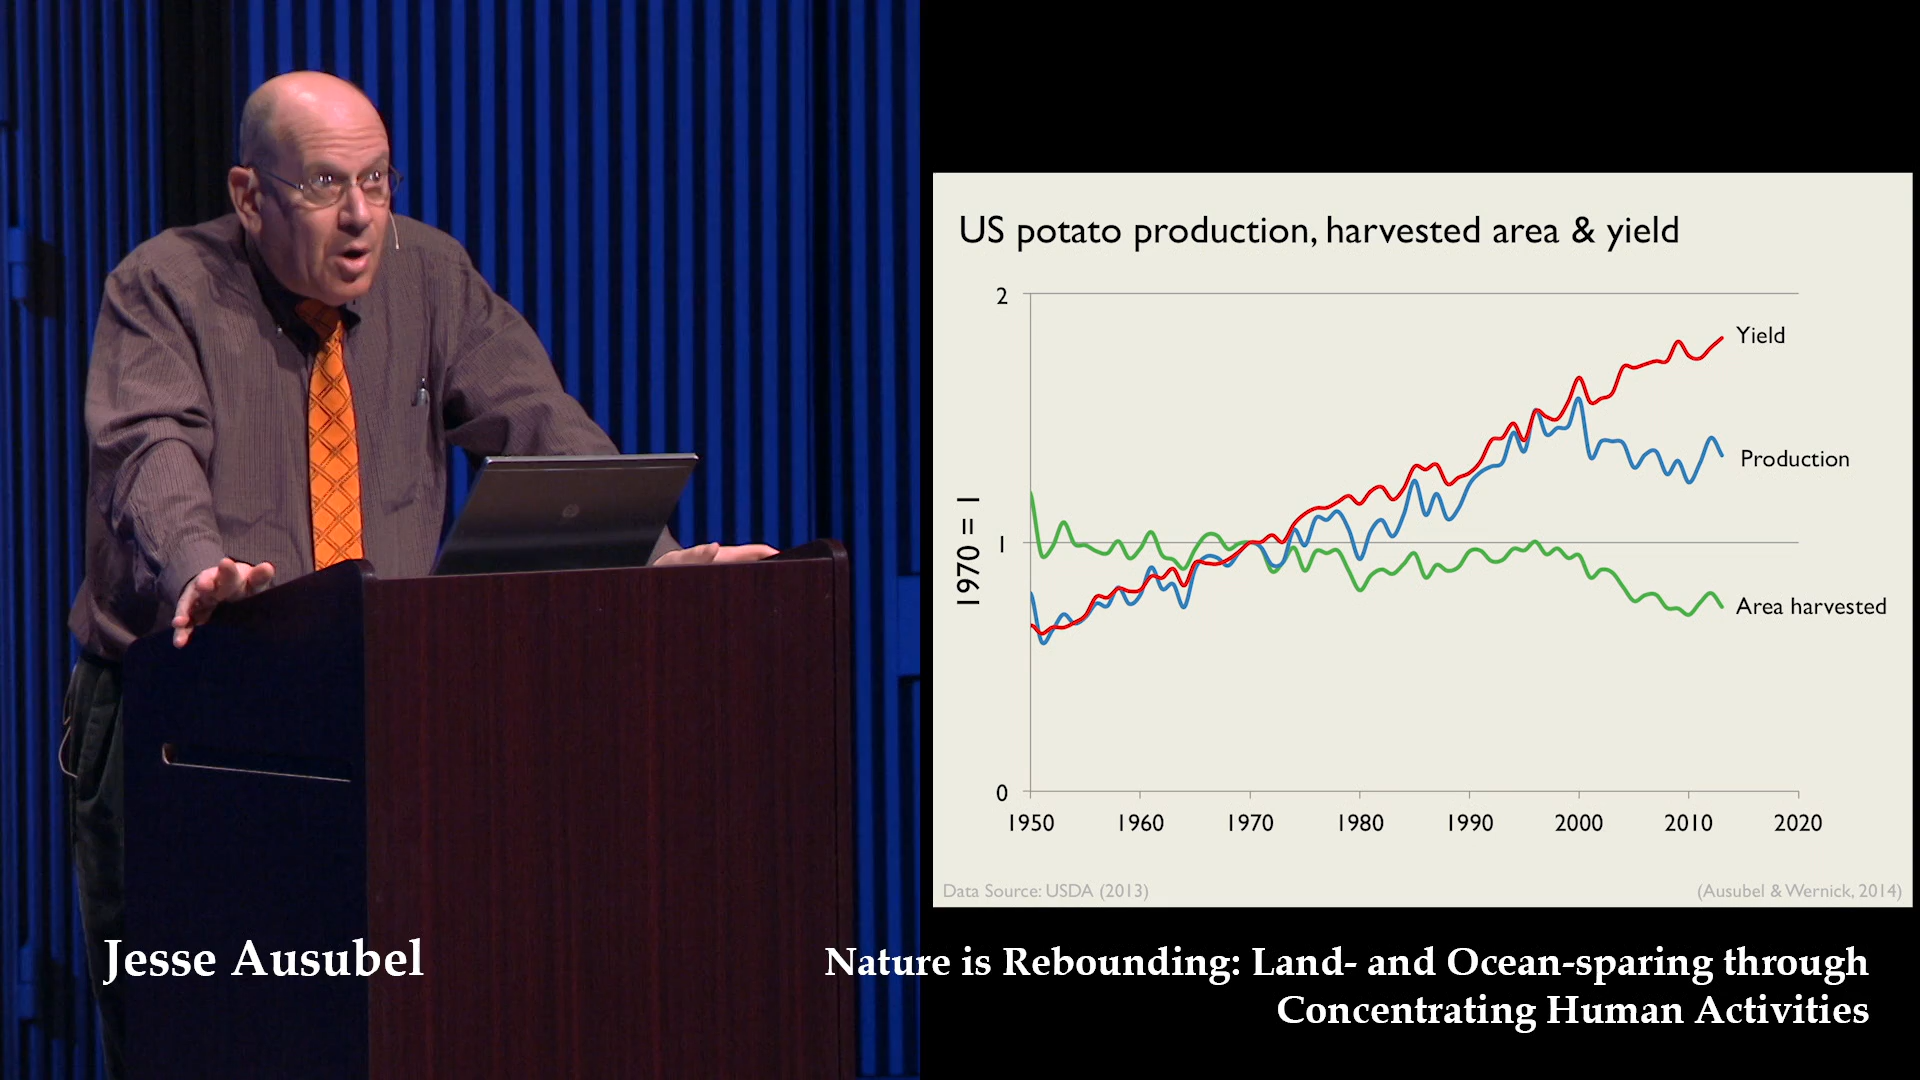 US potato production, harvested area & yield
2
Yield
Production
1970 = 1
1
Area harvested
0
1950 1960 1970 1980 1990 2000 2010 2020
Data Source: USDA (2013)
(Ausubel & Wernick, 2014)
Jesse Ausubel
Nature is Rebounding: Land- and Ocean-sparing through
Concentrating Human Activities